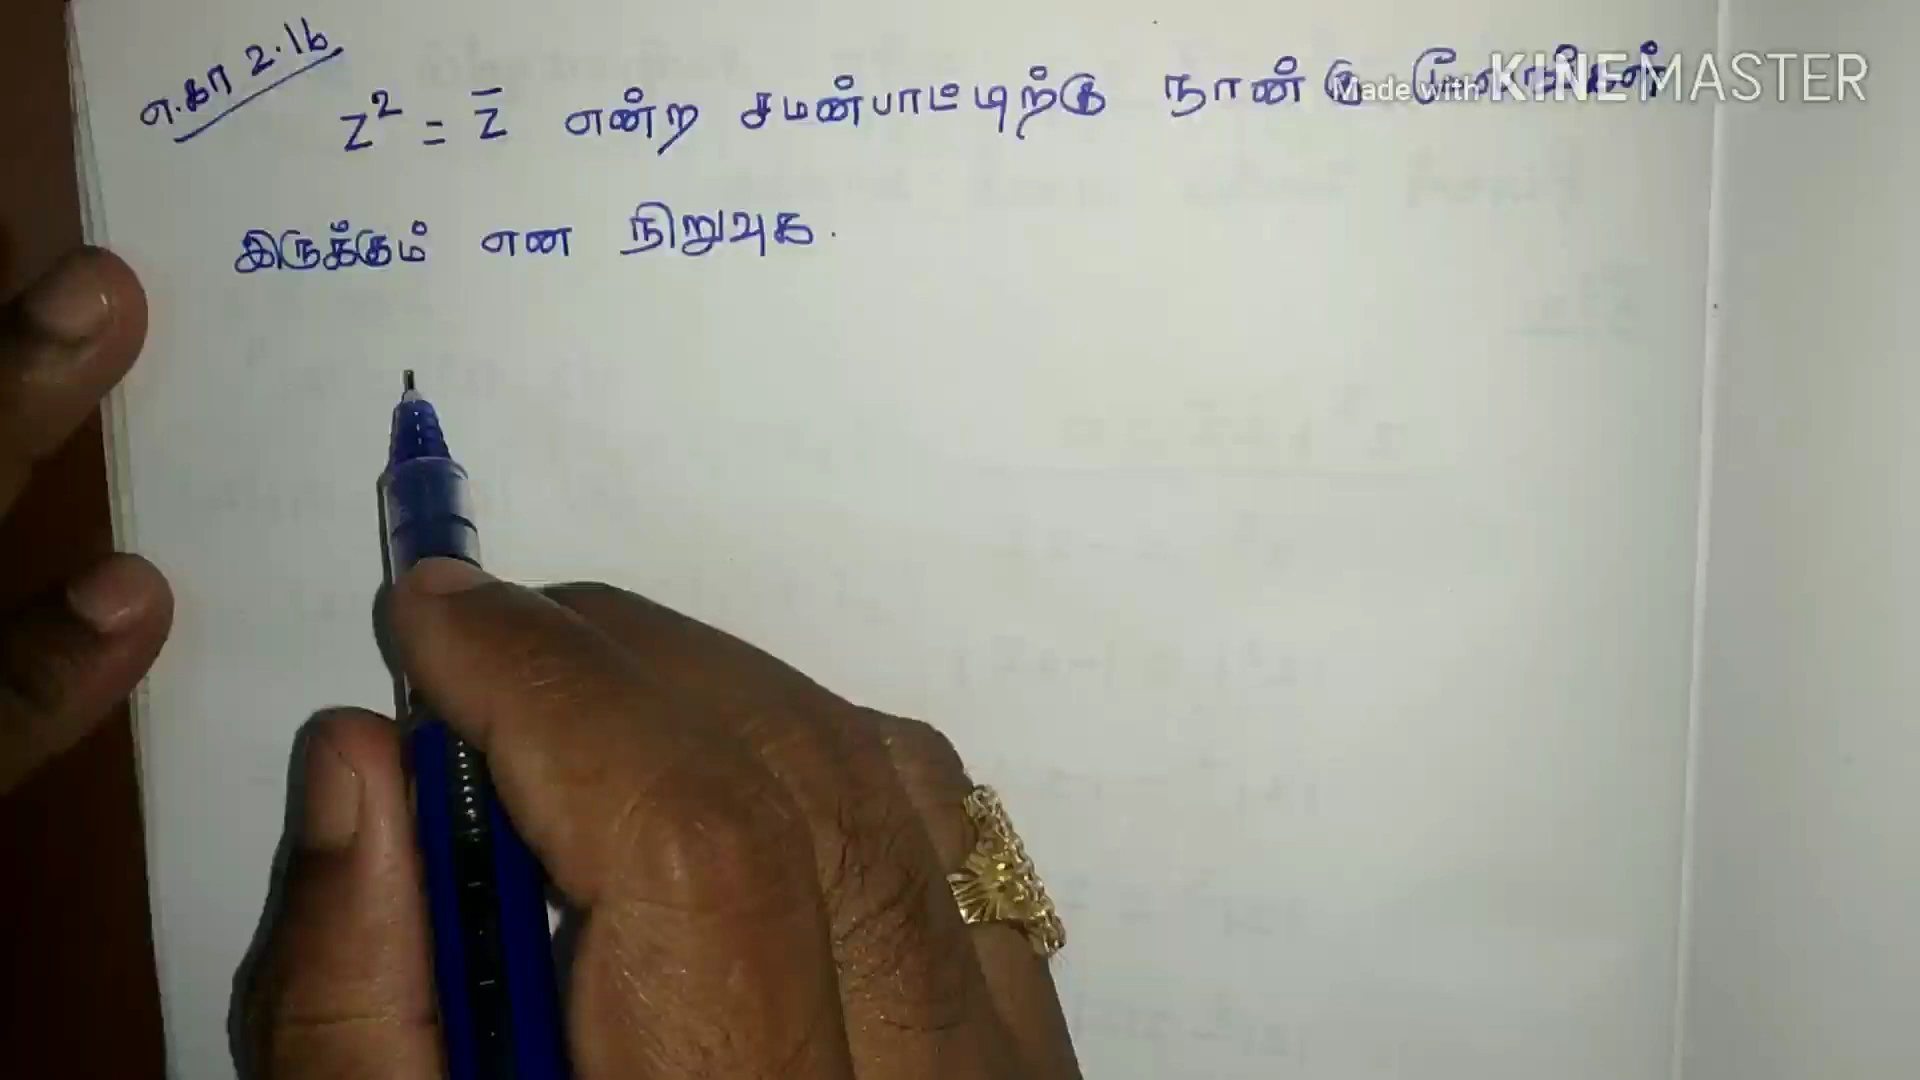 எ.கா 2.16
z² = z̄ என்ற சமன்பாட்டிற்கு நான்கு
இருக்கும் என நிறுவுக.
Made with KINEMASTER